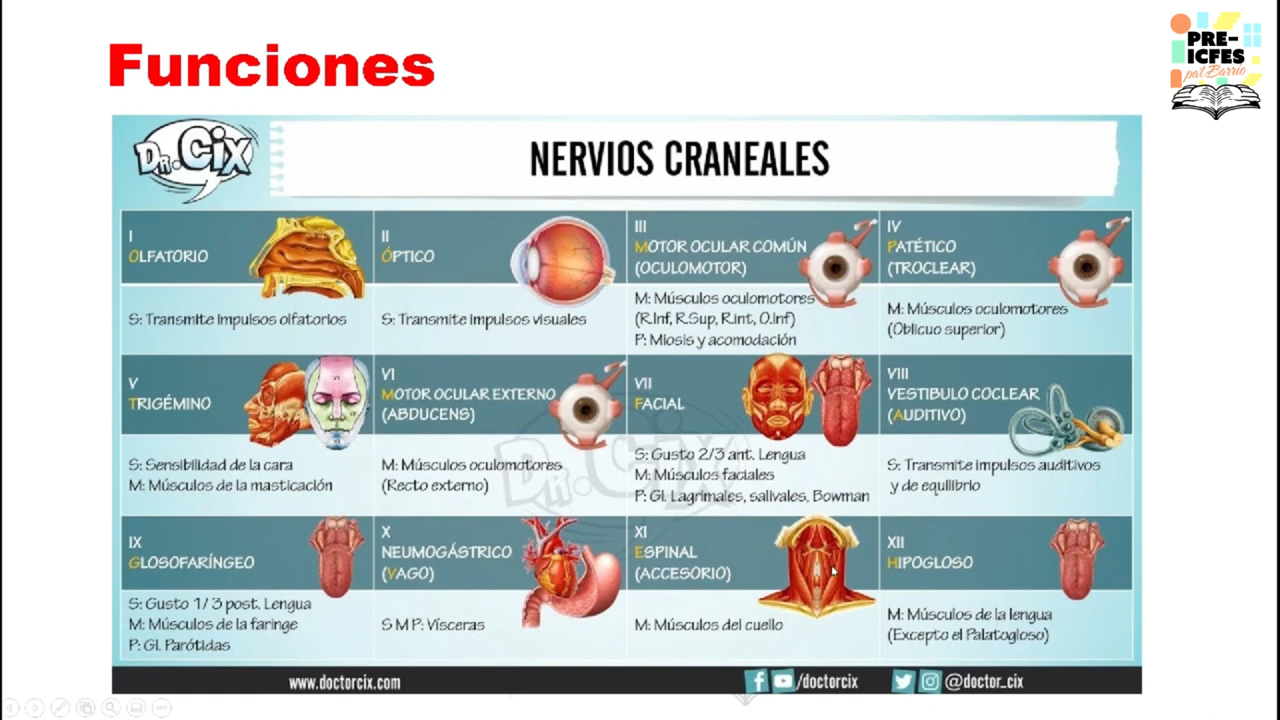 Funciones
PRE-
ICFES
pa'l Barrio
DR. CiX
NERVIOS CRANEALES
I
OLFATORIO
S: Transmite impulsos olfatorios
II
ÓPTICO
S: Transmite impulsos visuales
III
MOTOR OCULAR COMÚN
(OCULOMOTOR)
M: Músculos oculomotores
(R.Inf, R.Sup, R.int, O.Inf)
P: Miosis y acomodación
IV
PATÉTICO
(TROCLEAR)
M: Músculos oculomotores
(Oblicuo superior)
V
TRIGÉMINO
S: Sensibilidad de la cara
M: Músculos de la masticación
VI
MOTOR OCULAR EXTERNO
(ABDUCENS)
M: Músculos oculomotores
(Recto externo)
VII
FACIAL
S: Gusto 2/3 ant. Lengua
M: Músculos faciales
P: Gl. Lagrimales, salivales, Bowman
VIII
VESTIBULO COCLEAR
(AUDITIVO)
S: Transmite impulsos auditivos
y de equilibrio
IX
GLOSOFARÍNGEO
S: Gusto 1/3 post. Lengua
M: Músculos de la faringe
P: Gl. Parótidas
X
NEUMOGÁSTRICO
(VAGO)
S M P: Vísceras
XI
ESPINAL
(ACCESORIO)
M: Músculos del cuello
XII
HIPOGLOSO
M: Músculos de la lengua
(Excepto el Palatogloso)
DR. CiX
www.doctorcix.com
/doctorcix
@doctor_cix